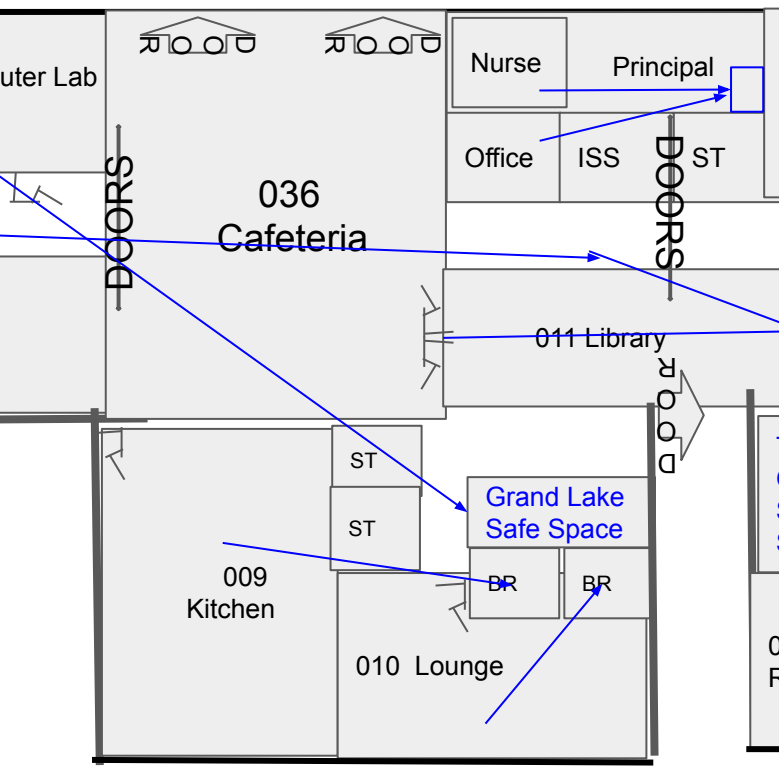 DOOR
DOOR
uter Lab
Nurse
Principal
Office
ISS
ST
DOORS
DOORS
036
Cafeteria
011 Library
DOOR
ST
ST
Grand Lake
Safe Space
BR
BR
009
Kitchen
010 Lounge